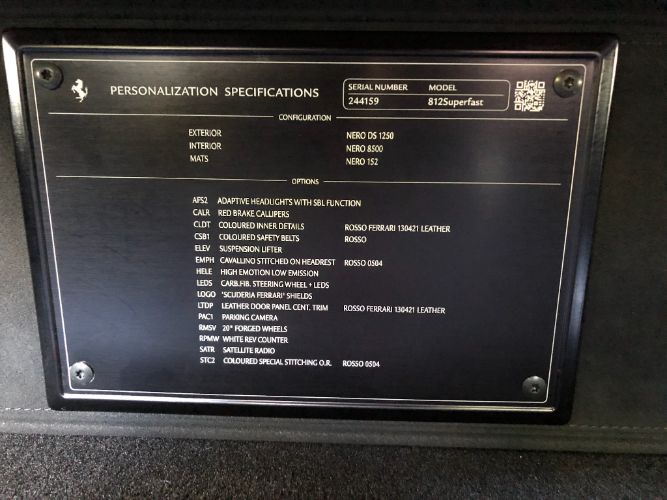 PERSONALIZATION SPECIFICATIONS
SERIAL NUMBER MODEL
244159 812Superfast
CONFIGURATION
EXTERIOR NERO DS 1250
INTERIOR NERO 8500
MATS NERO 152
OPTIONS
AFS2 ADAPTIVE HEADLIGHTS WITH SBL FUNCTION
CALR RED BRAKE CALLIPERS
CLDT COLOURED INNER DETAILS ROSSO FERRARI 130421 LEATHER
CSB1 COLOURED SAFETY BELTS ROSSO
ELEV SUSPENSION LIFTER
EMPH CAVALLINO STITCHED ON HEADREST ROSSO 0504
HELE HIGH EMOTION LOW EMISSION
LEDS CARB.FIB. STEERING WHEEL + LEDS
LOGO "SCUDERIA FERRARI" SHIELDS
LTDP LEATHER DOOR PANEL CENT. TRIM ROSSO FERRARI 130421 LEATHER
PAC1 PARKING CAMERA
RMSV 20" FORGED WHEELS
RPMW WHITE REV COUNTER
SATR SATELLITE RADIO
STC2 COLOURED SPECIAL STITCHING O.R. ROSSO 0504